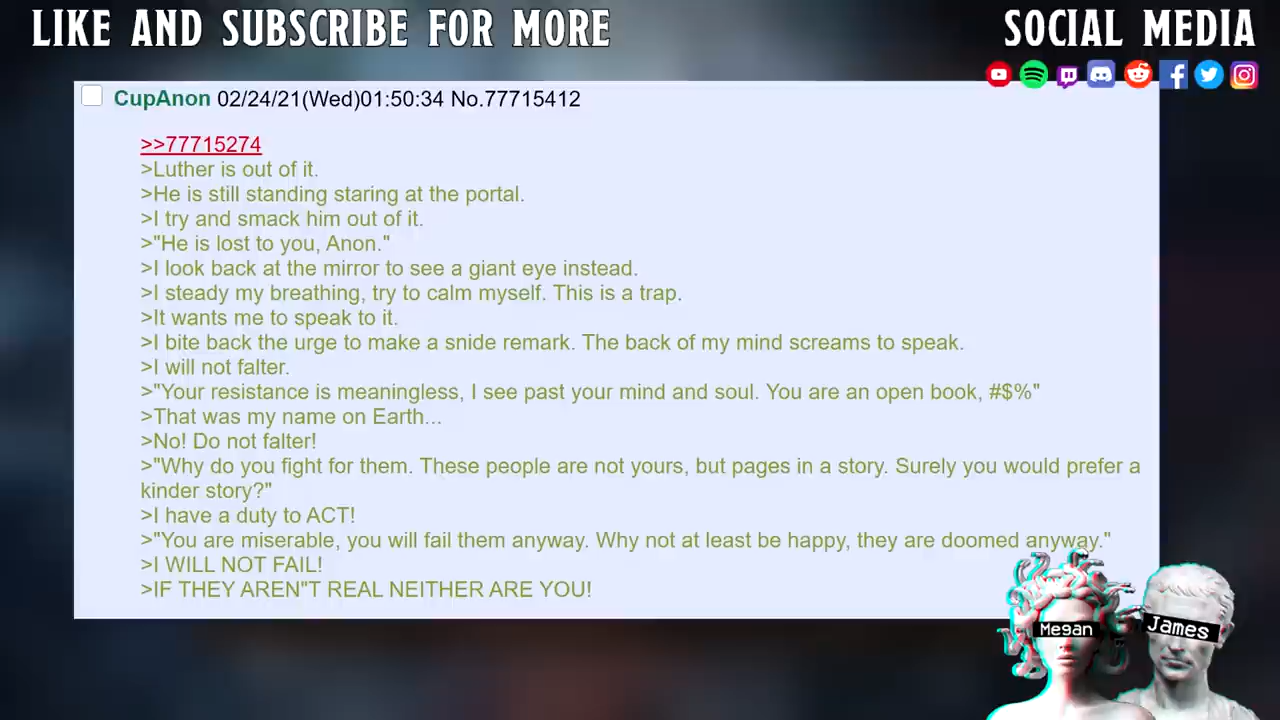 LIKE AND SUBSCRIBE FOR MORE
SOCIAL MEDIA
CupAnon 02/24/21(Wed)01:50:34 No.77715412
>>77715274
>Luther is out of it.
>He is still standing staring at the portal.
>I try and smack him out of it.
>"He is lost to you, Anon."
>I look back at the mirror to see a giant eye instead.
>I steady my breathing, try to calm myself. This is a trap.
>It wants me to speak to it.
>I bite back the urge to make a snide remark. The back of my mind screams to speak.
>I will not falter.
>"Your resistance is meaningless, I see past your mind and soul. You are an open book, #$%"
>That was my name on Earth...
>No! Do not falter!
>"Why do you fight for them. These people are not yours, but pages in a story. Surely you would prefer a
kinder story?"
>I have a duty to ACT!
>"You are miserable, you will fail them anyway. Why not at least be happy, they are doomed anyway."
>I WILL NOT FAIL!
>IF THEY AREN"T REAL NEITHER ARE YOU!
Megan
James